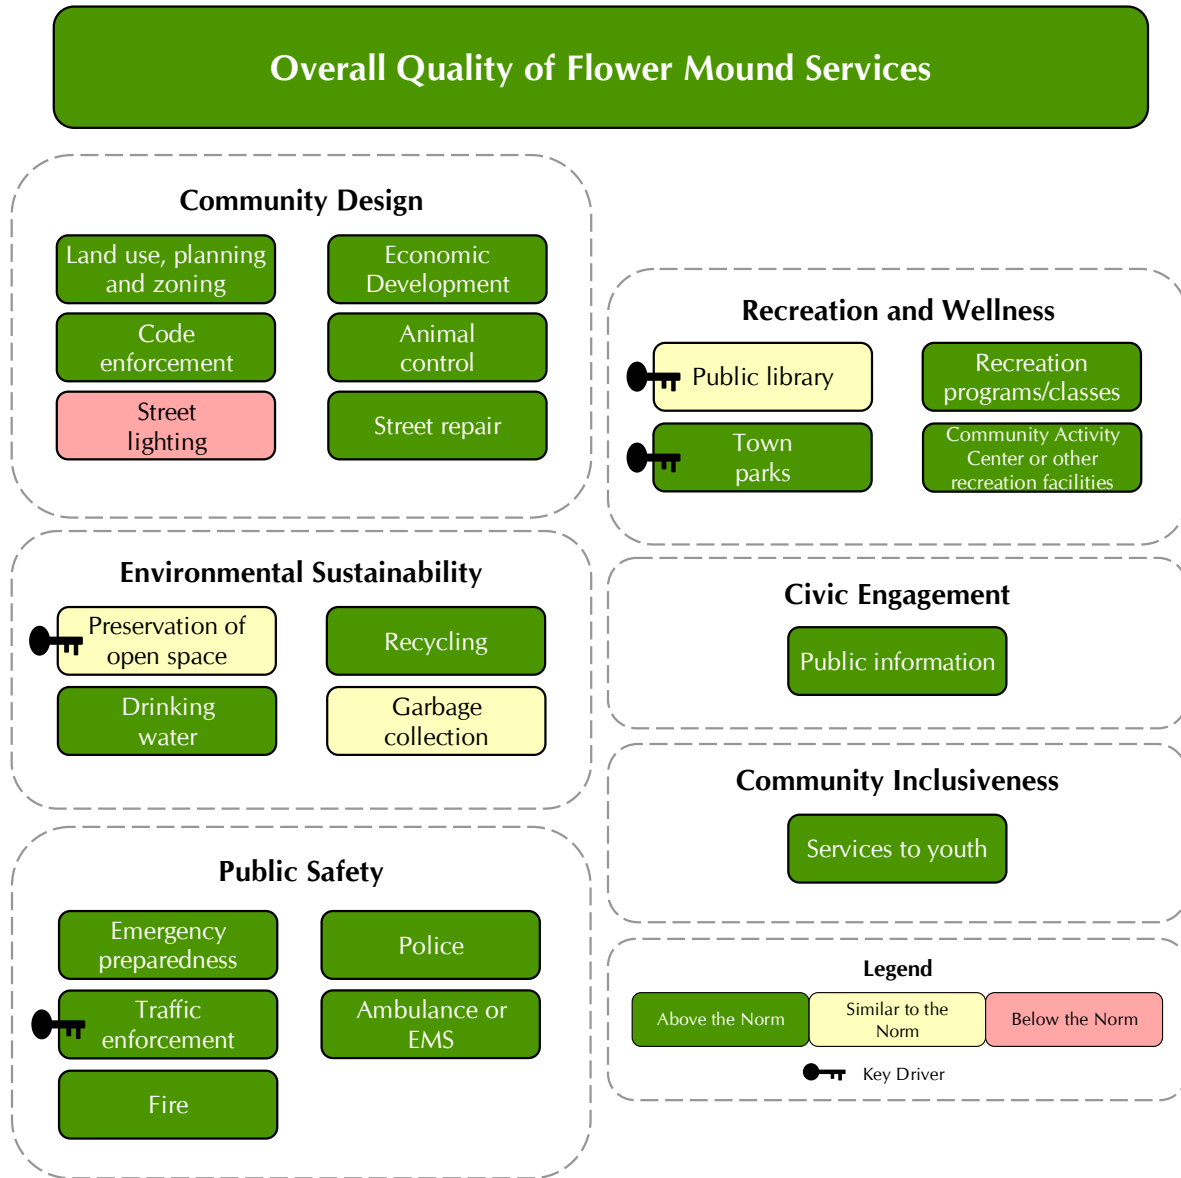 Overall Quality of Flower Mound Services
Community Design
Land use, planning
and zoning
Economic
Development
Code
enforcement
Animal
control
Street
lighting
Street repair
Environmental Sustainability
Preservation of
open space
Recycling
Drinking
water
Garbage
collection
Public Safety
Emergency
preparedness
Police
Traffic
enforcement
Ambulance or
EMS
Fire
Recreation and Wellness
Public library
Recreation
programs/classes
Town
parks
Community Activity
Center or other
recreation facilities
Civic Engagement
Public information
Community Inclusiveness
Services to youth
Legend
Above the Norm
Similar to the
Norm
Below the Norm
Key Driver